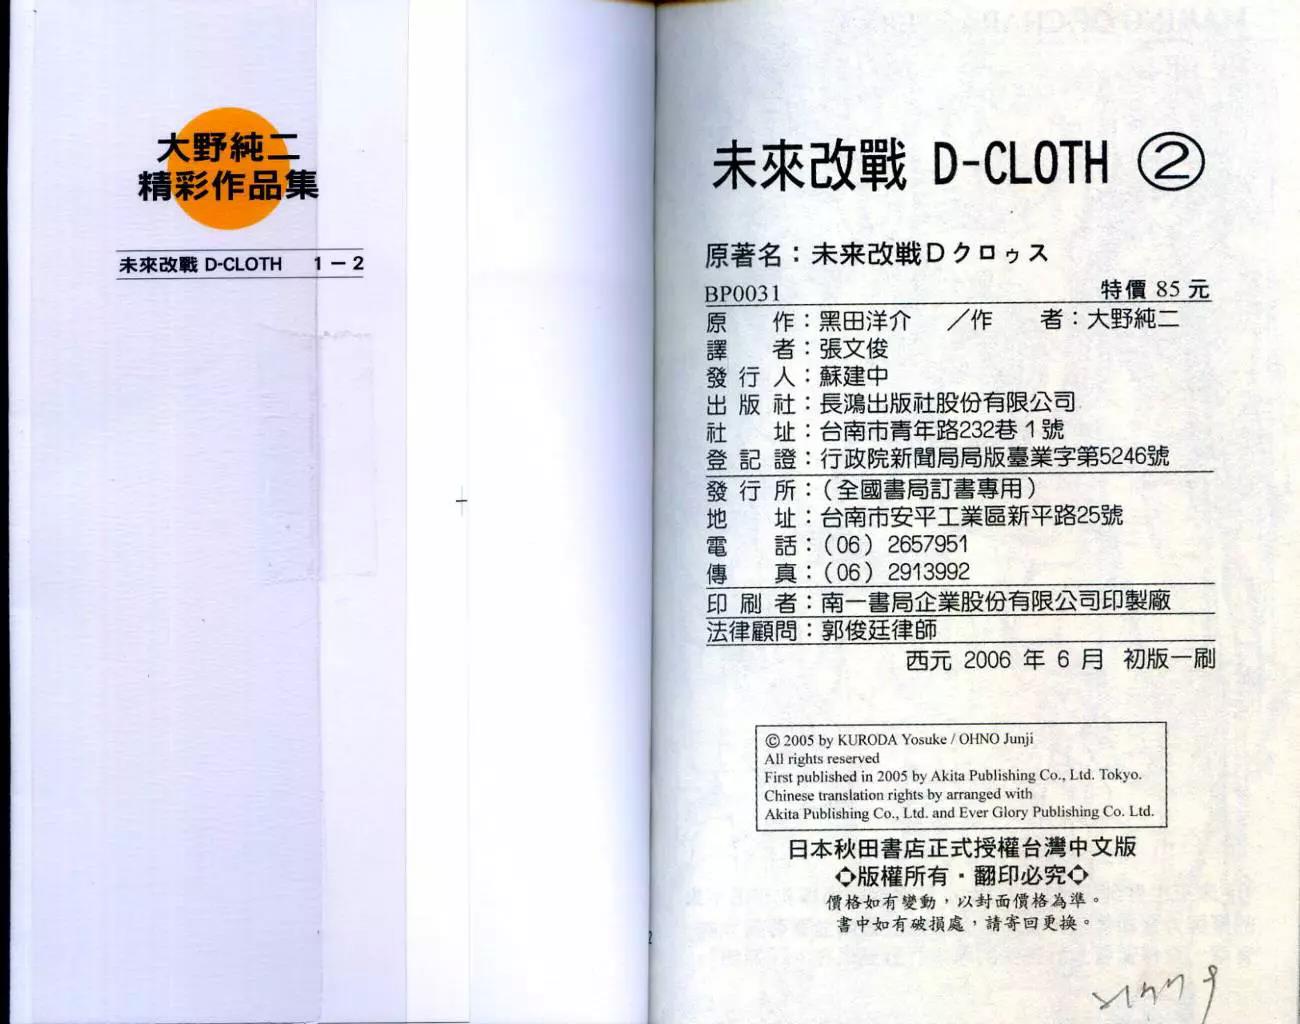 大野純二
精彩作品集
未來改戰 D-CLOTH 1－2
未來改戰 D-CLOTH ②
原著名：未来改戦Dクロゥス
BP0031 特價 85 元
原　　作：黑田洋介　／作　　者：大野純二
譯　　者：張文俊
發 行 人：蘇建中
出 版 社：長鴻出版社股份有限公司
社　　址：台南市青年路232巷1號
登 記 證：行政院新聞局局版臺業字第5246號
發 行 所：（全國書局訂書專用）
地　　址：台南市安平工業區新平路25號
電　　話：（06）2657951
傳　　真：（06）2913992
印 刷 者：南一書局企業股份有限公司印製廠
法律顧問：郭俊廷律師
西元 2006 年 6 月 初版一刷
© 2005 by KURODA Yosuke / OHNO Junji
All rights reserved
First published in 2005 by Akita Publishing Co., Ltd. Tokyo.
Chinese translation rights by arranged with
Akita Publishing Co., Ltd. and Ever Glory Publishing Co. Ltd.
日本秋田書店正式授權台灣中文版
◇版權所有・翻印必究◇
價格如有變動，以封面價格為準。
書中如有破損處，請寄回更換。